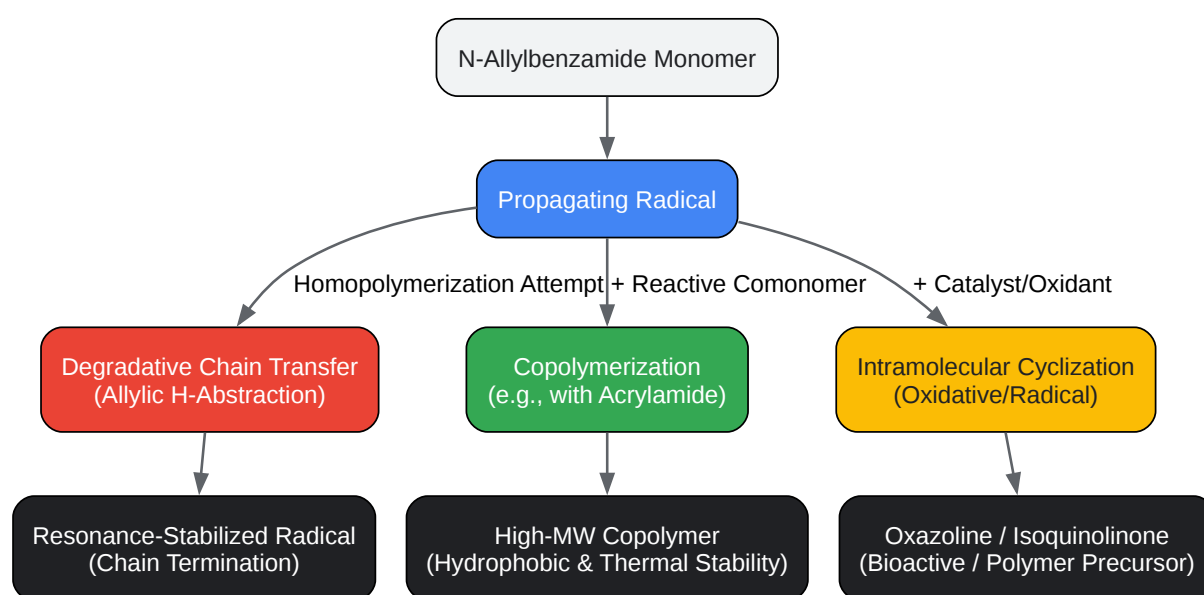 N-Allylbenzamide Monomer
Propagating Radical
Homopolymerization Attempt
+ Reactive Comonomer
+ Catalyst/Oxidant
Degradative Chain Transfer
(Allylic H-Abstraction)
Copolymerization
(e.g., with Acrylamide)
Intramolecular Cyclization
(Oxidative/Radical)
Resonance-Stabilized Radical
(Chain Termination)
High-MW Copolymer
(Hydrophobic & Thermal Stability)
Oxazoline / Isoquinolinone
(Bioactive / Polymer Precursor)